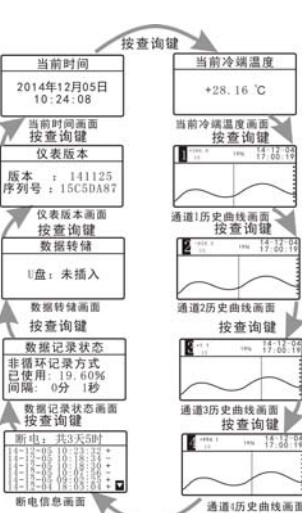 按查询键
当前时间
2014年12月05日
10:24:08
当前时间画面
按查询键
仪表版本
版本 : 141125
序列号 : 15C5DA87
仪表版本画面
按查询键
数据转储
U盘: 未插入
数据转储画面
按查询键
数据记录状态
非循环记录方式
已使用: 19.60%
间隔: 0分 1秒
数据记录状态画面
按查询键
断电: 共3天5时
断电信息画面
当前冷端温度
+28.16 ℃
当前冷端温度画面
按查询键
1
14-12-04
17:00:19
通道1历史曲线画面
按查询键
2
14-12-04
17:00:19
通道2历史曲线画面
按查询键
3
14-12-04
17:00:19
通道3历史曲线画面
按查询键
4
14-12-04
17:00:19
通道4历史曲线画面